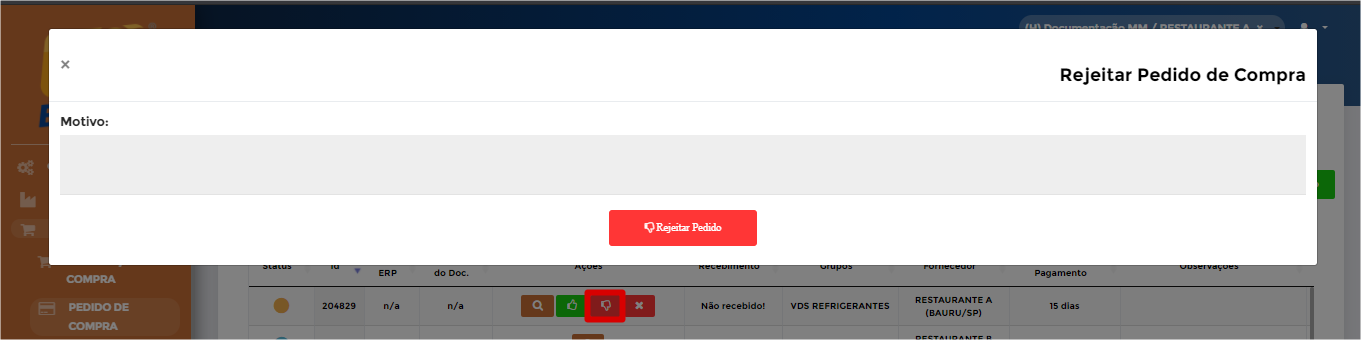 (H) Documentação MM / RESTAURANTE A ×
×
Rejeitar Pedido de Compra
Motivo:
Rejeitar Pedido
COMPRA
PEDIDO DE
COMPRA
Status
Id
ERP
do Doc.
Ações
Recebimento
Grupos
Fornecedor
Pagamento
Observações
204829
n/a
n/a
Não recebido!
VDS REFRIGERANTES
RESTAURANTE A
(BAURU/SP)
15 dias
RESTAURANTE B